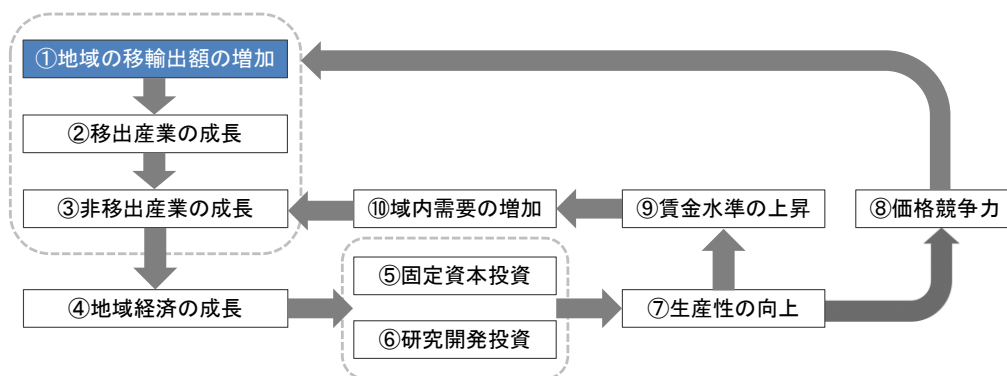 ①地域の移輸出額の増加
②移出産業の成長
③非移出産業の成長
⑩域内需要の増加
⑨賃金水準の上昇
⑧価格競争力
⑤固定資本投資
④地域経済の成長
⑦生産性の向上
⑥研究開発投資